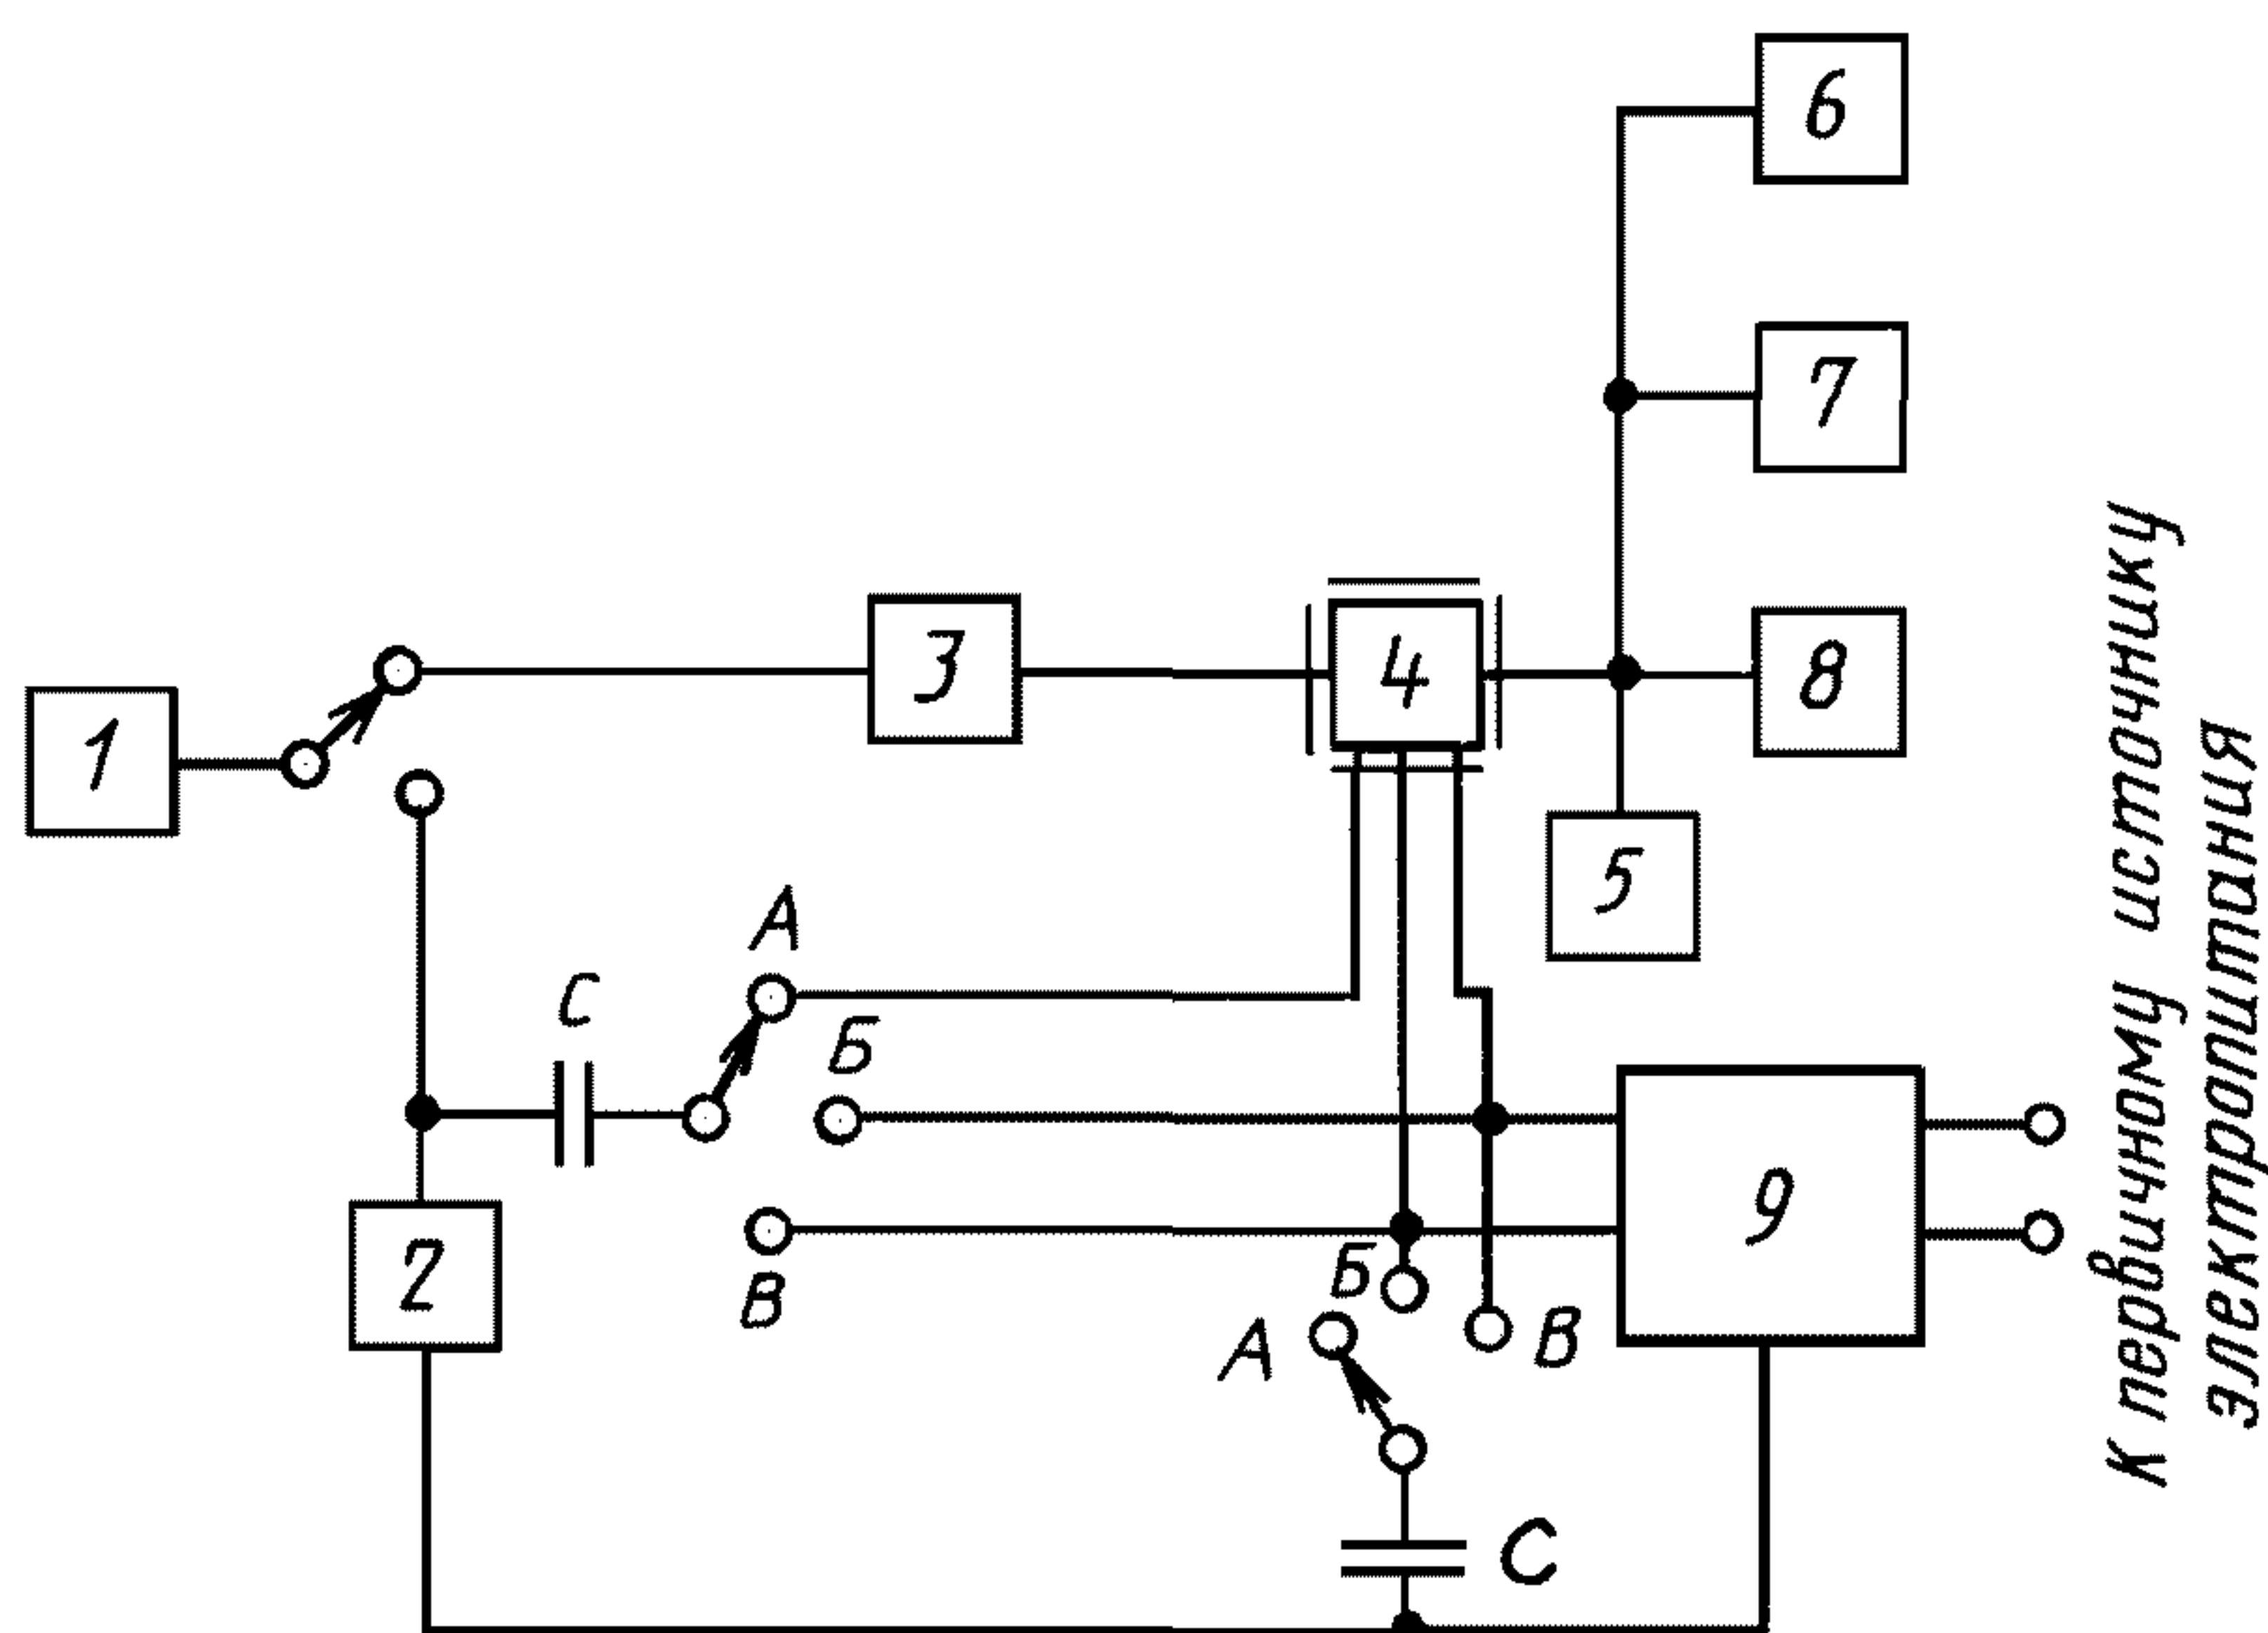 6
7
3
4
8
1
5
А
С
Б
9
2
Б
В
В
А
С
К первичному источнику
электропитания